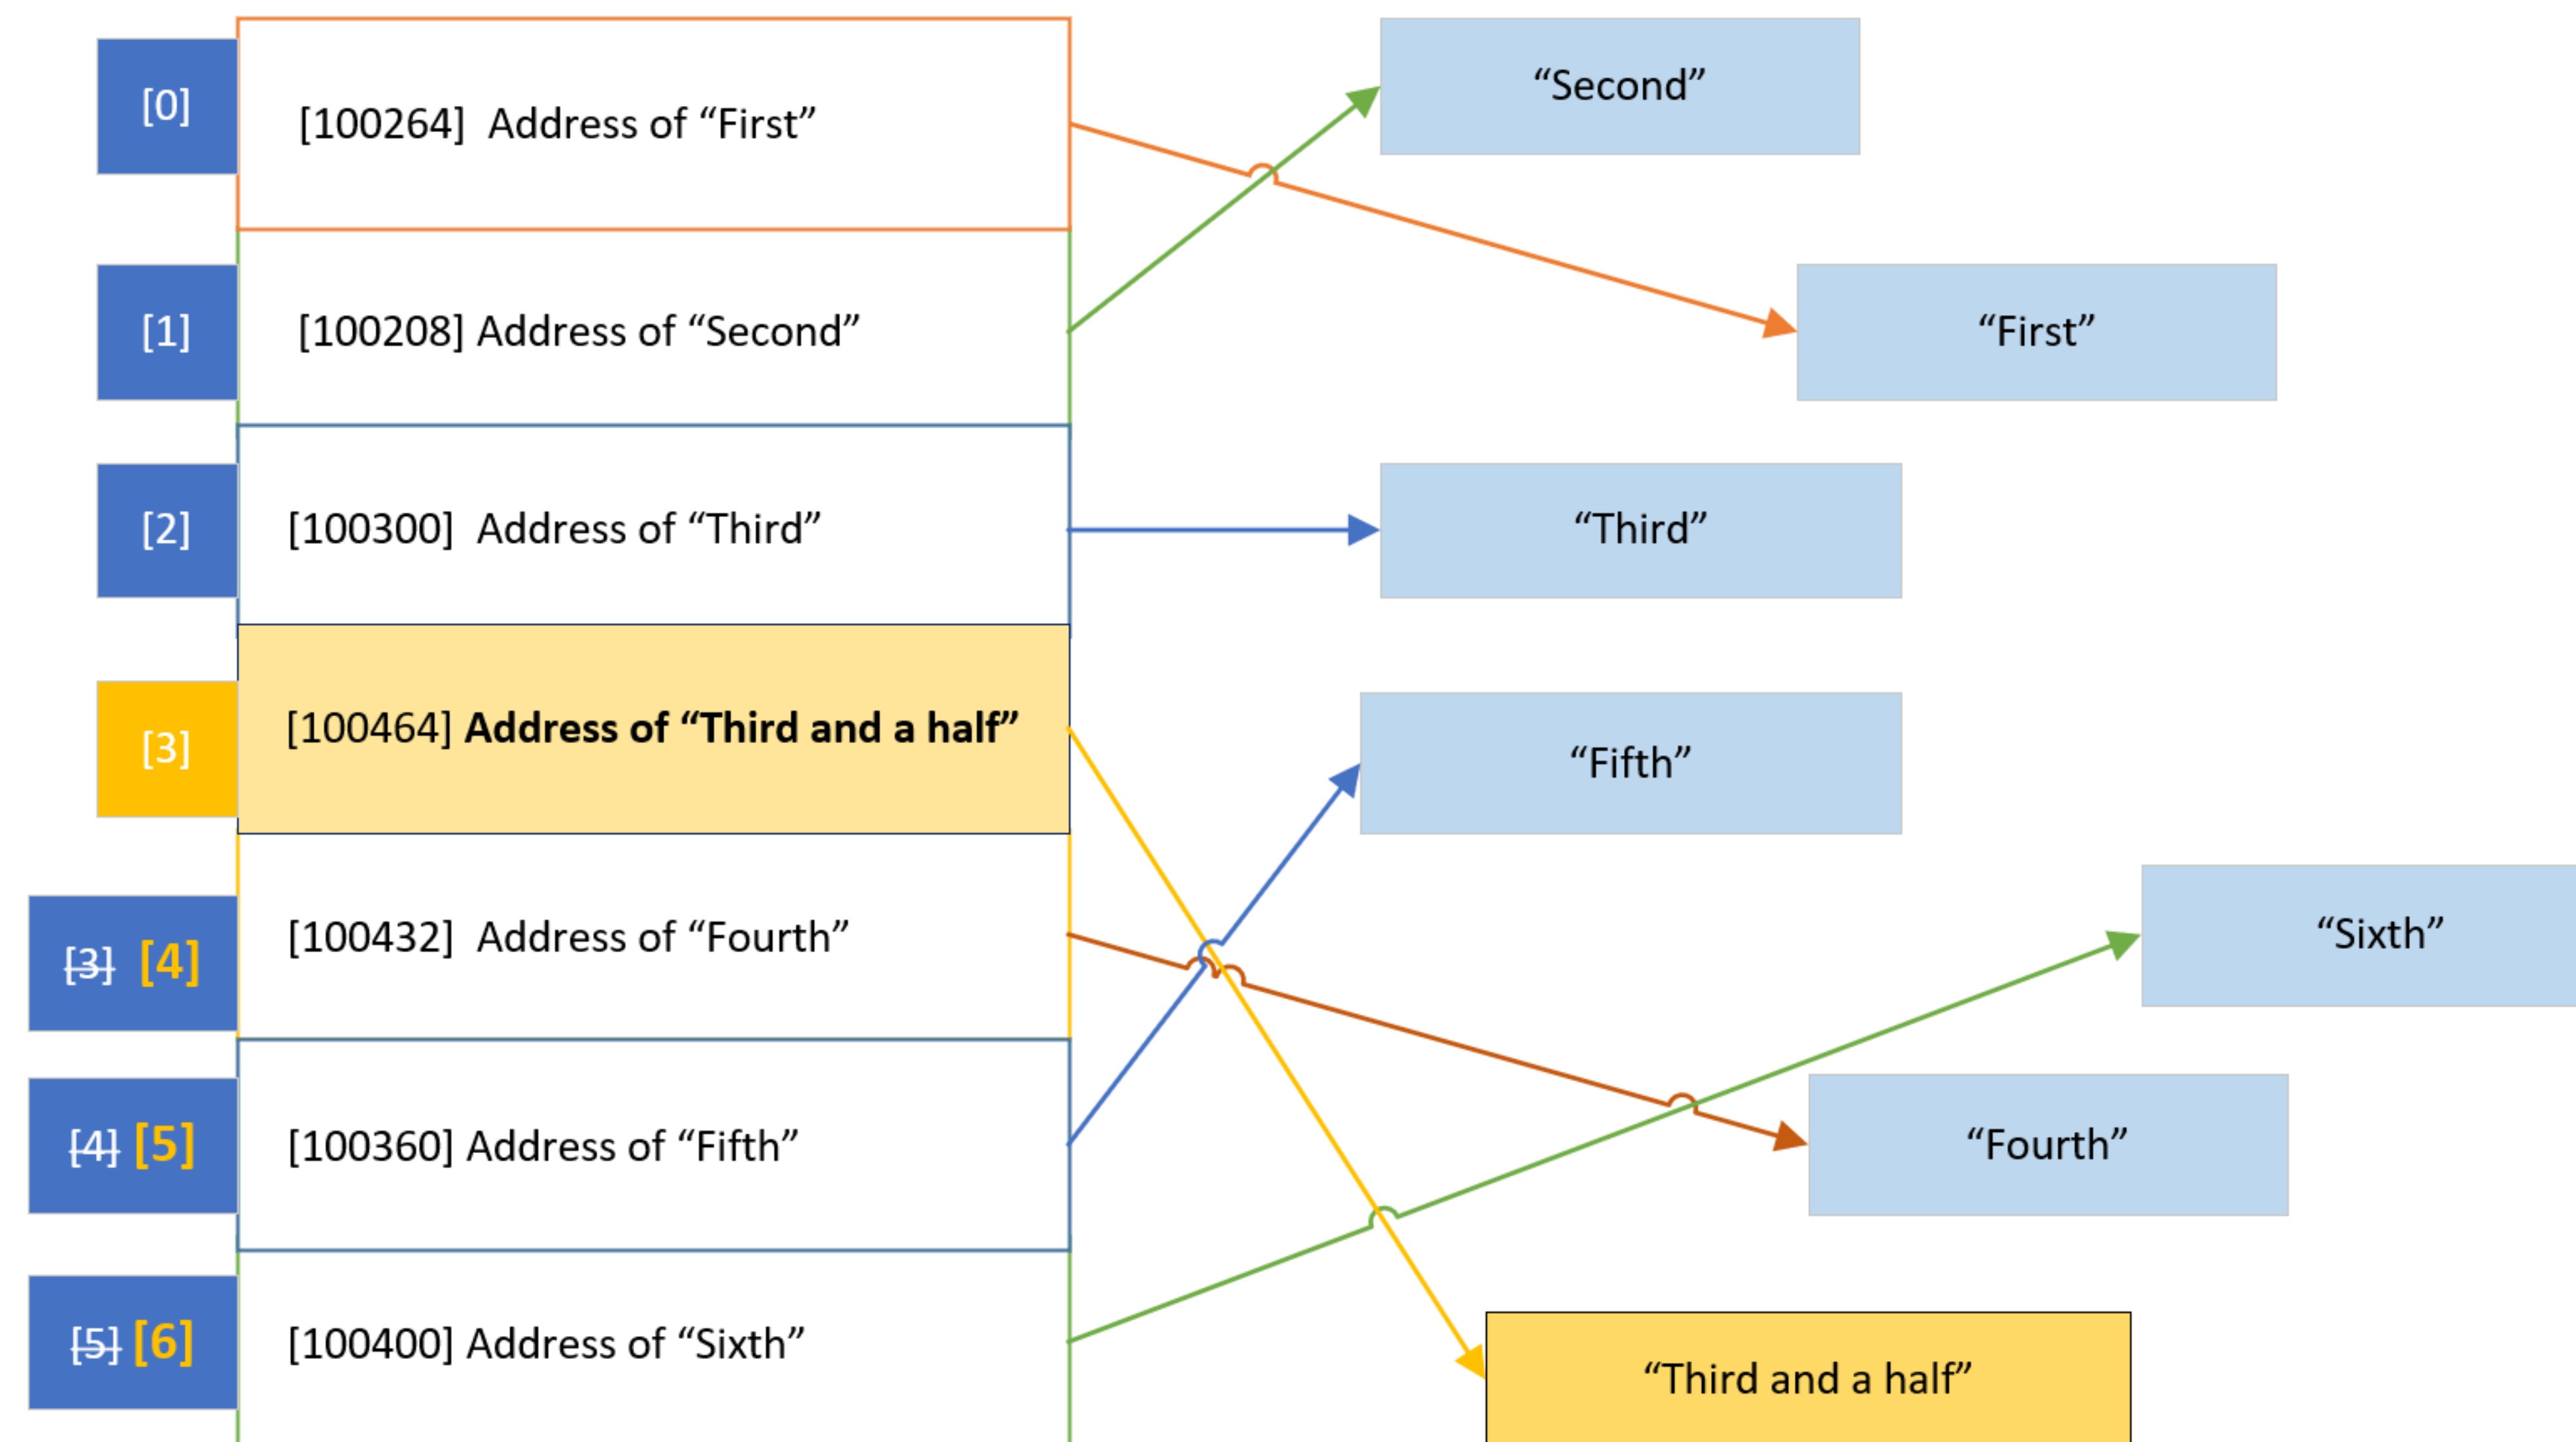 [0] [100264] Address of “First”
“Second”
[1] [100208] Address of “Second”
“First”
[2] [100300] Address of “Third”
“Third”
[3] [100464] Address of “Third and a half”
“Fifth”
[3] [4] [100432] Address of “Fourth”
“Sixth”
[4] [5] [100360] Address of “Fifth”
“Fourth”
[5] [6] [100400] Address of “Sixth”
“Third and a half”